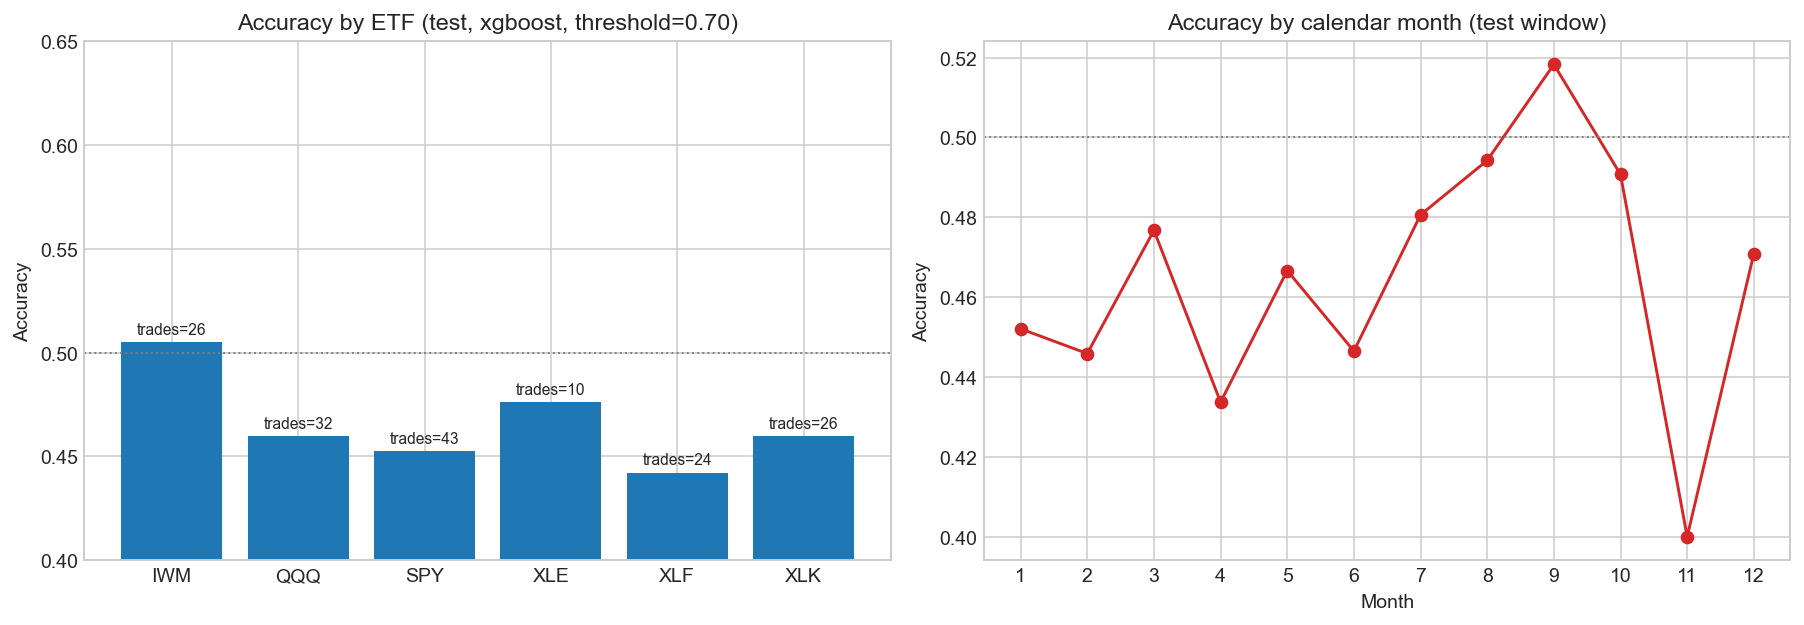 Accuracy by ETF (test, xgboost, threshold=0.70)
Accuracy
0.65
0.60
0.55
0.50
0.45
0.40
trades=26
trades=32
trades=43
trades=10
trades=24
trades=26
IWM
QQQ
SPY
XLE
XLF
XLK
Accuracy by calendar month (test window)
Accuracy
0.52
0.50
0.48
0.46
0.44
0.42
0.40
1 2 3 4 5 6 7 8 9 10 11 12
Month